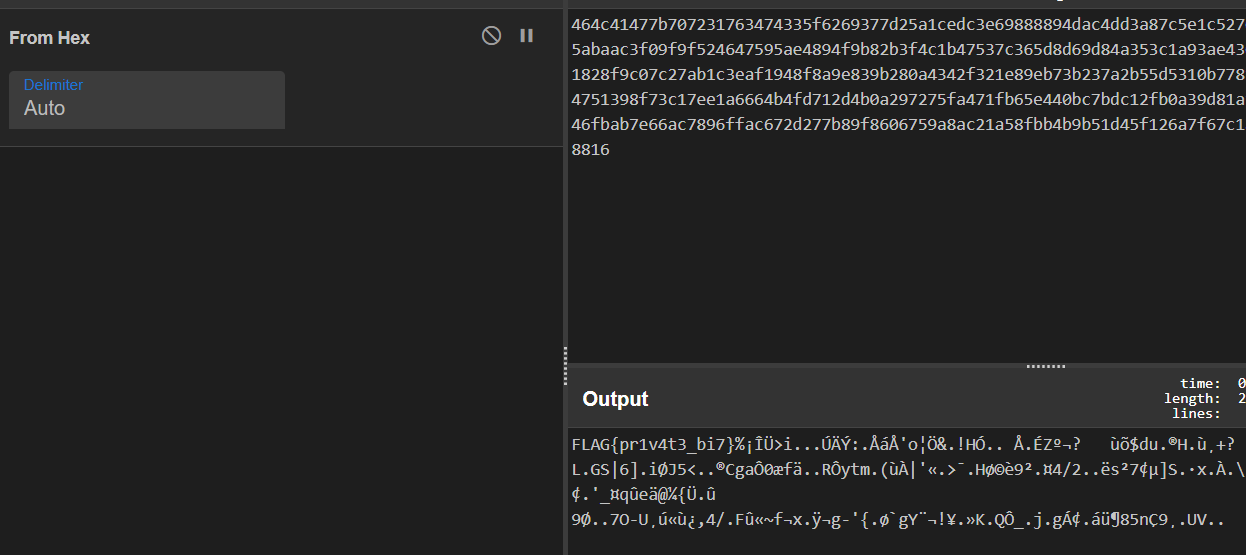 From Hex
Delimiter
Auto
464c41477b707231763474335f6269377d25a1cedc3e69888894dac4dd3a87c5e1c527
5abaac3f09f9f524647595ae4894f9b82b3f4c1b47537c365d8d69d84a353c1a93ae43
1828f9c07c27ab1c3eaf1948f8a9e839b280a4342f321e89eb73b237a2b55d5310b778
4751398f73c17ee1a6664b4fd712d4b0a297275fa471fb65e440bc7bdc12fb0a39d81a
46fbab7e66ac7896ffac672d277b89f8606759a8ac21a58fbb4b9b51d45f126a7f67c1
8816
Output
time: 0
length: 2
lines:
FLAG{pr1v4t3_bi7}%¡ÎÜ>i...ÚÄÝ:.ÅáÅ'o¦Ö&.!HÓ.. Å.ÉZº¬? ùõ$du.®H.ù¸+?
L.GS|6].iØJ5<..®CgaÔ0æfä..RÔytm.(ùÀ|'«.>¯.Hø©è9².¤4/2..ës²7¢µ]S.·x.À.\
¢.'_¤qûeä@¼{Ü.û
9Ø..7O-U¸ú«ù¿,4/.Fû«~f¬x.ÿ¬g-'{.ø`gY¨¬!¥.»K.QÔ_.j.gÁ¢.áü¶85nÇ9¸.UV..